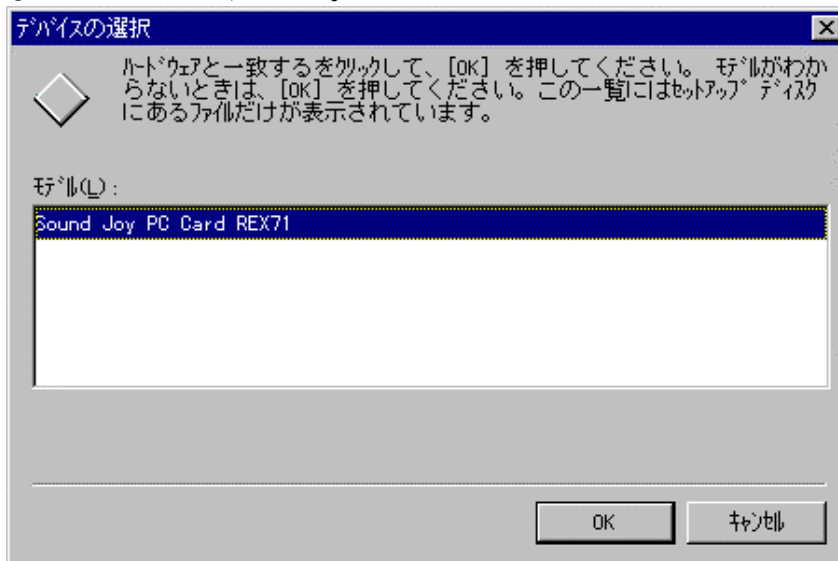 ﾃﾞﾊﾞｲｽの選択
ﾊｰﾄﾞｳｪｱと一致するをｸﾘｯｸして、[OK] を押してください。 ﾓﾃﾞﾙがわか
らないときは、[OK] を押してください。この一覧にはｾｯﾄｱｯﾌﾟ ﾃﾞｨｽｸ
にあるﾌｧｲﾙだけが表示されています。
ﾓﾃﾞﾙ(L) :
Sound Joy PC Card REX71
OK
ｷｬﾝｾﾙ